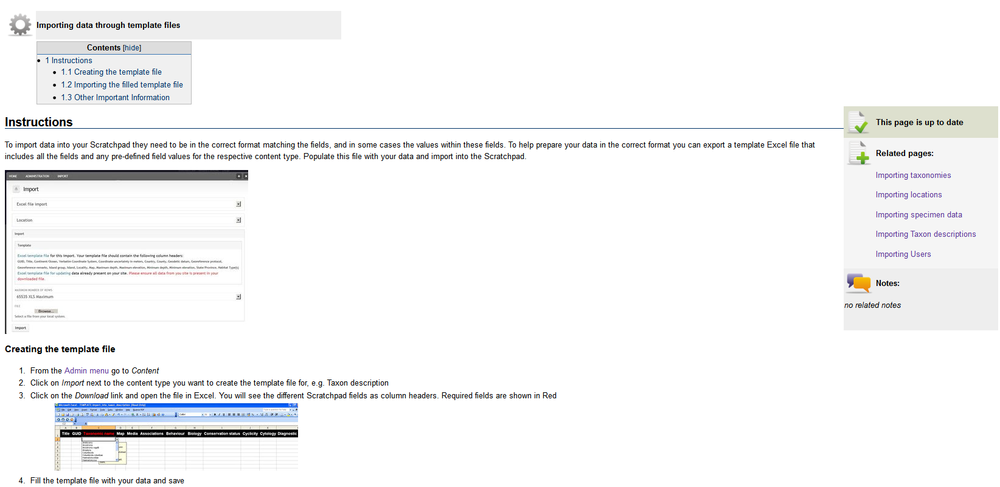 Importing data through template files
Contents [hide]
1 Instructions
1.1 Creating the template file
1.2 Importing the filled template file
1.3 Other Important Information
Instructions
To import data into your Scratchpad they need to be in the correct format matching the fields, and in some cases the values within these fields. To help prepare your data in the correct format you can export a template Excel file that
includes all the fields and any pre-defined field values for the respective content type. Populate this file with your data and import into the Scratchpad.
HOME ADMINISTRATION IMPORT
Import
Excel file import
Location
Import
Template
Excel template file for this import. Your template file should contain the following column headers:
GUID, Title, Continent/Ocean, Verbatim Coordinate System, Coordinate uncertainty in meters, Country, County, Geodetic datum, Georeference protocol,
Georeference remarks, Island group, Island, Locality, Map, Maximum depth, Maximum elevation, Minimum depth, Minimum elevation, State/Province, Habitat Type(s)
Excel template file for updating data already present on your site. Please ensure all data from you site is present in your
downloaded file.
MAXIMUM NUMBER OF ROWS
65535 XLS Maximum
FILE
Browse...
Select a file from your local system.
Import
Creating the template file
1. From the Admin menu go to Content
2. Click on Import next to the content type you want to create the template file for, e.g. Taxon description
3. Click on the Download link and open the file in Excel. You will see the different Scratchpad fields as column headers. Required fields are shown in Red
Title GUID Taxonomic name Map Media Associations Behaviour Biology Conservation status Cyclicity Cytology Diagnostic
4. Fill the template file with your data and save
This page is up to date
Related pages:
Importing taxonomies
Importing locations
Importing specimen data
Importing Taxon descriptions
Importing Users
Notes:
no related notes